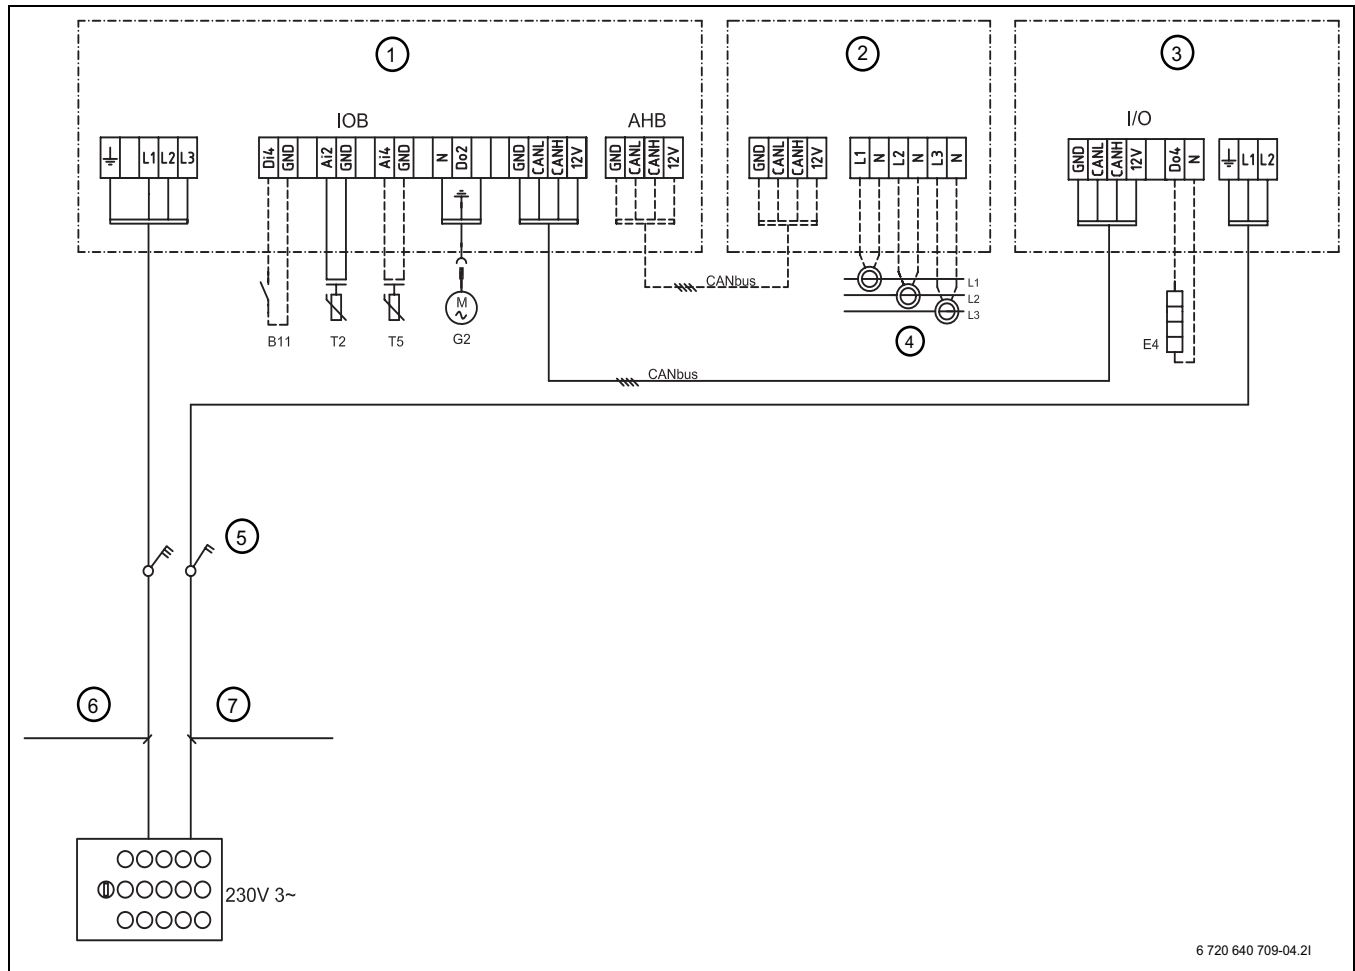 1
2
3
IOB
AHB
I/O
L1 L2 L3
Di4 GND Ai2 GND Ai4 GND N Do2 GND CANL CANH 12V
GND CANL CANH 12V
GND CANL CANH 12V
L1 N L2 N L3 N
GND CANL CANH 12V Do4 N
L1 L2
CANbus
L1
L2
L3
M
B11
T2
T5
G2
4
E4
CANbus
5
6
7
230V 3~
6 720 640 709-04.2I